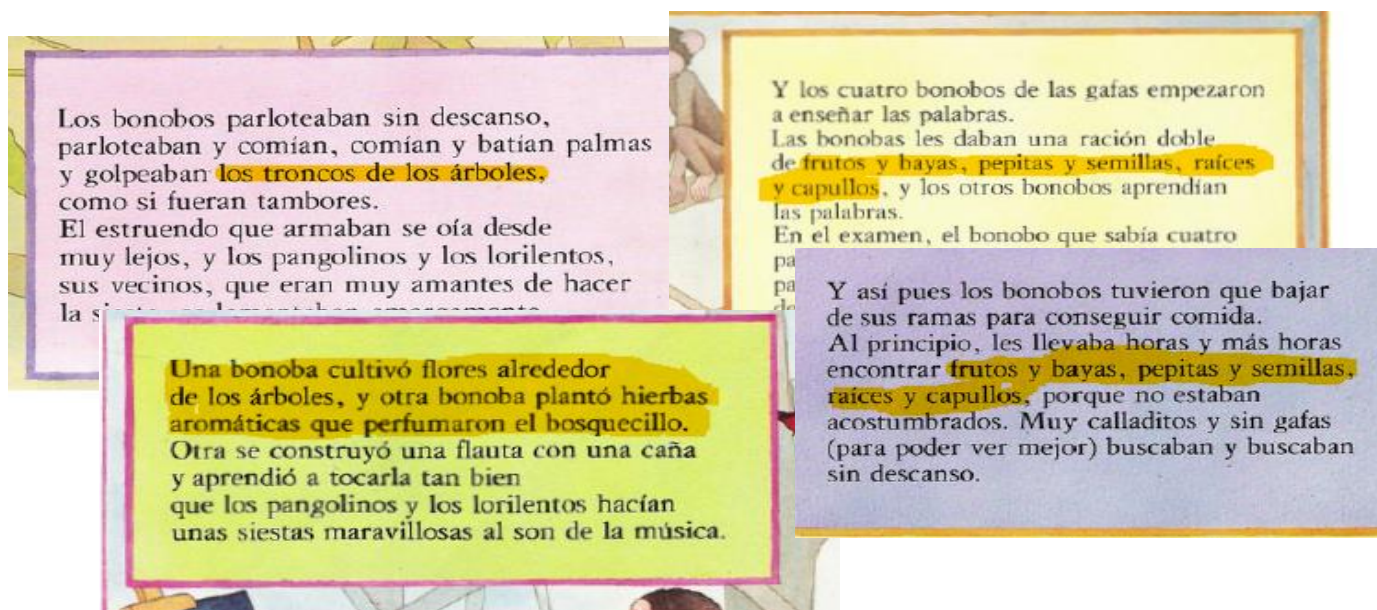 Los bonobos parloteaban sin descanso,
parloteaban y comían, comían y batían palmas
y golpeaban los troncos de los árboles,
como si fueran tambores.
El estruendo que armaban se oía desde
muy lejos, y los pangolinos y los lorilentos,
sus vecinos, que eran muy amantes de hacer
la
Y los cuatro bonobos de las gafas empezaron
a enseñar las palabras.
Las bonobas les daban una ración doble
de frutos y bayas, pepitas y semillas, raíces
y capullos, y los otros bonobos aprendían
las palabras.
En el examen, el bonobo que sabía cuatro
Una bonoba cultivó flores alrededor
de los árboles, y otra bonoba plantó hierbas
aromáticas que perfumaron el bosquecillo.
Otra se construyó una flauta con una caña
y aprendió a tocarla tan bien
que los pangolinos y los lorilentos hacían
unas siestas maravillosas al son de la música.
Y así pues los bonobos tuvieron que bajar
de sus ramas para conseguir comida.
Al principio, les llevaba horas y más horas
encontrar frutos y bayas, pepitas y semillas,
raíces y capullos, porque no estaban
acostumbrados. Muy calladitos y sin gafas
(para poder ver mejor) buscaban y buscaban
sin descanso.